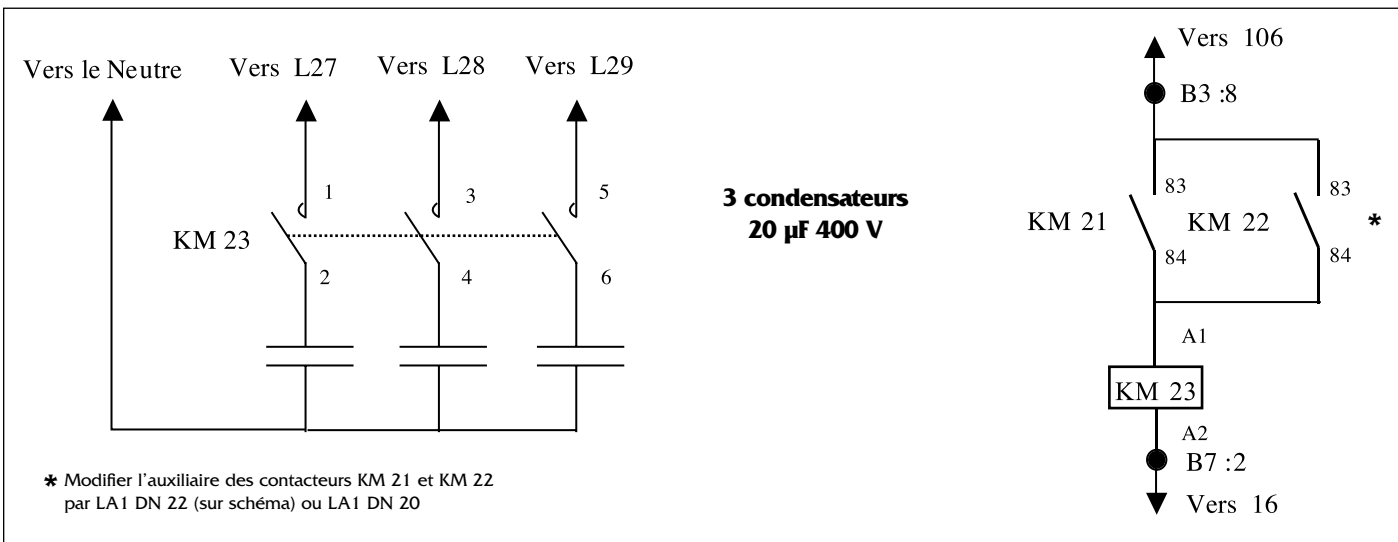 Vers le Neutre
Vers L27
Vers L28
Vers L29
1
3
5
KM 23
2
4
6
3 condensateurs
20 µF 400 V
* Modifier l'auxiliaire des contacteurs KM 21 et KM 22
par LA1 DN 22 (sur schéma) ou LA1 DN 20
Vers 106
B3 :8
83
83
KM 21
KM 22
*
84
84
A1
KM 23
A2
B7 :2
Vers 16